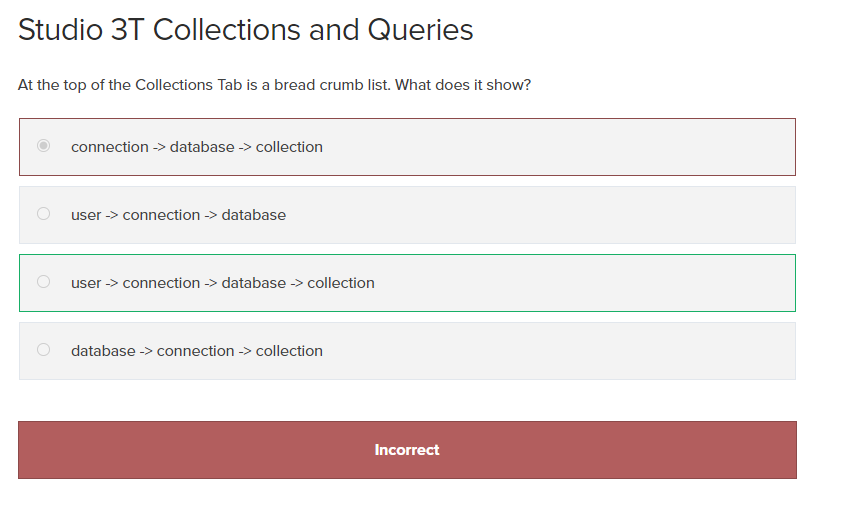 Studio 3T Collections and Queries
At the top of the Collections Tab is a bread crumb list. What does it show?
connection -> database -> collection
user -> connection -> database
user -> connection -> database -> collection
database -> connection -> collection
Incorrect